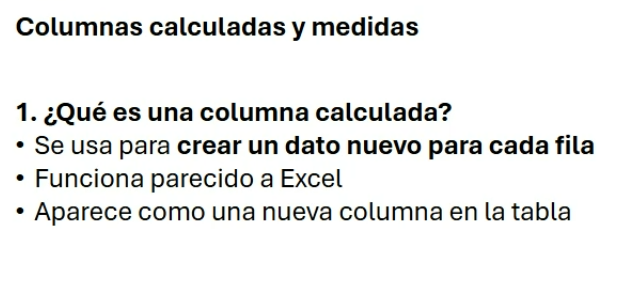 Columnas calculadas y medidas
1. ¿Qué es una columna calculada?
• Se usa para crear un dato nuevo para cada fila
• Funciona parecido a Excel
• Aparece como una nueva columna en la tabla